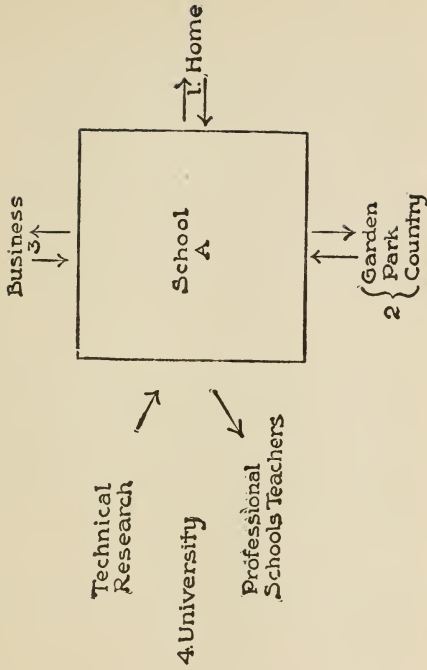 Business
3
Technical
Research
4. University
Professional
Schools Teachers
School
A
1. Home
2
Garden
Park
Country